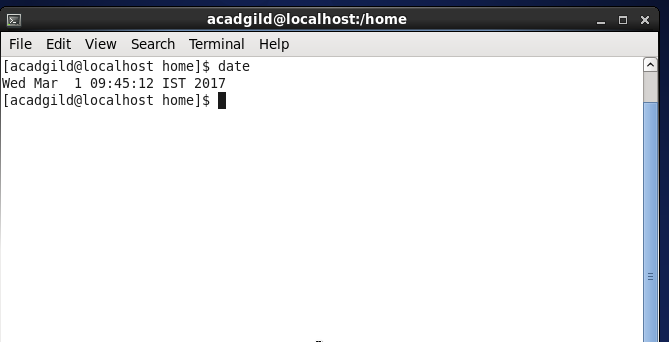 acadgild@localhost:/home
File Edit View Search Terminal Help
[acadgild@localhost home]$ date
Wed Mar  1 09:45:12 IST 2017
[acadgild@localhost home]$